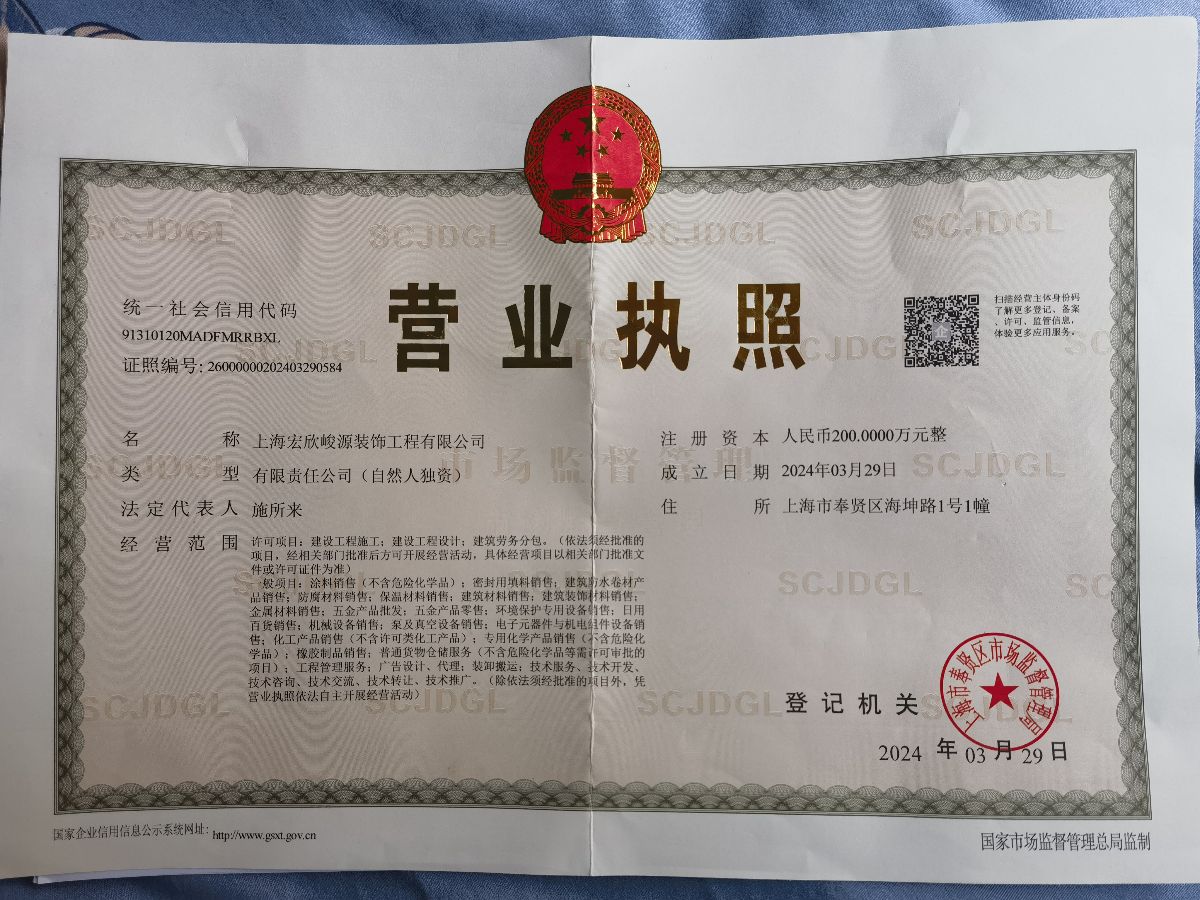 SCJDGL SCJDGL SCJDGL SCJDGL
营业执照
统一社会信用代码
91310120MADFMRRBXL
证照编号: 26000000202403290584
扫描经营主体身份码
了解更多登记、备案
、许可、监管信息，
体验更多应用服务。
名称 上海宏欣峻源装饰工程有限公司
类型 有限责任公司（自然人独资）
法定代表人 施所来
经营范围 许可项目：建设工程施工；建设工程设计；建筑劳务分包。（依法须经批准的
项目，经相关部门批准后方可开展经营活动，具体经营项目以相关部门批准文
件或许可证件为准）
一般项目：涂料销售（不含危险化学品）；密封用填料销售；建筑防水卷材产
品销售；防腐材料销售；保温材料销售；建筑材料销售；建筑装饰材料销售；
金属材料销售；五金产品批发；五金产品零售；环境保护专用设备销售；日用
百货销售；机械设备销售；泵及真空设备销售；电子元器件与机电组件设备销
售；化工产品销售（不含许可类化工产品）；专用化学产品销售（不含危险化
学品）；橡胶制品销售；普通货物仓储服务（不含危险化学品等需许可审批的
项目）；工程管理服务；广告设计、代理；装卸搬运；技术服务、技术开发、
技术咨询、技术交流、技术转让、技术推广。（除依法须经批准的项目外，凭
营业执照依法自主开展经营活动）
注册资本 人民币200.0000万元整
成立日期 2024年03月29日
住所 上海市奉贤区海坤路1号1幢
市场监督管理
登记机关
上海市奉贤区市场监督管理局
2024 年 03 月 29 日
国家企业信用信息公示系统网址: http://www.gsxt.gov.cn
国家市场监督管理总局监制